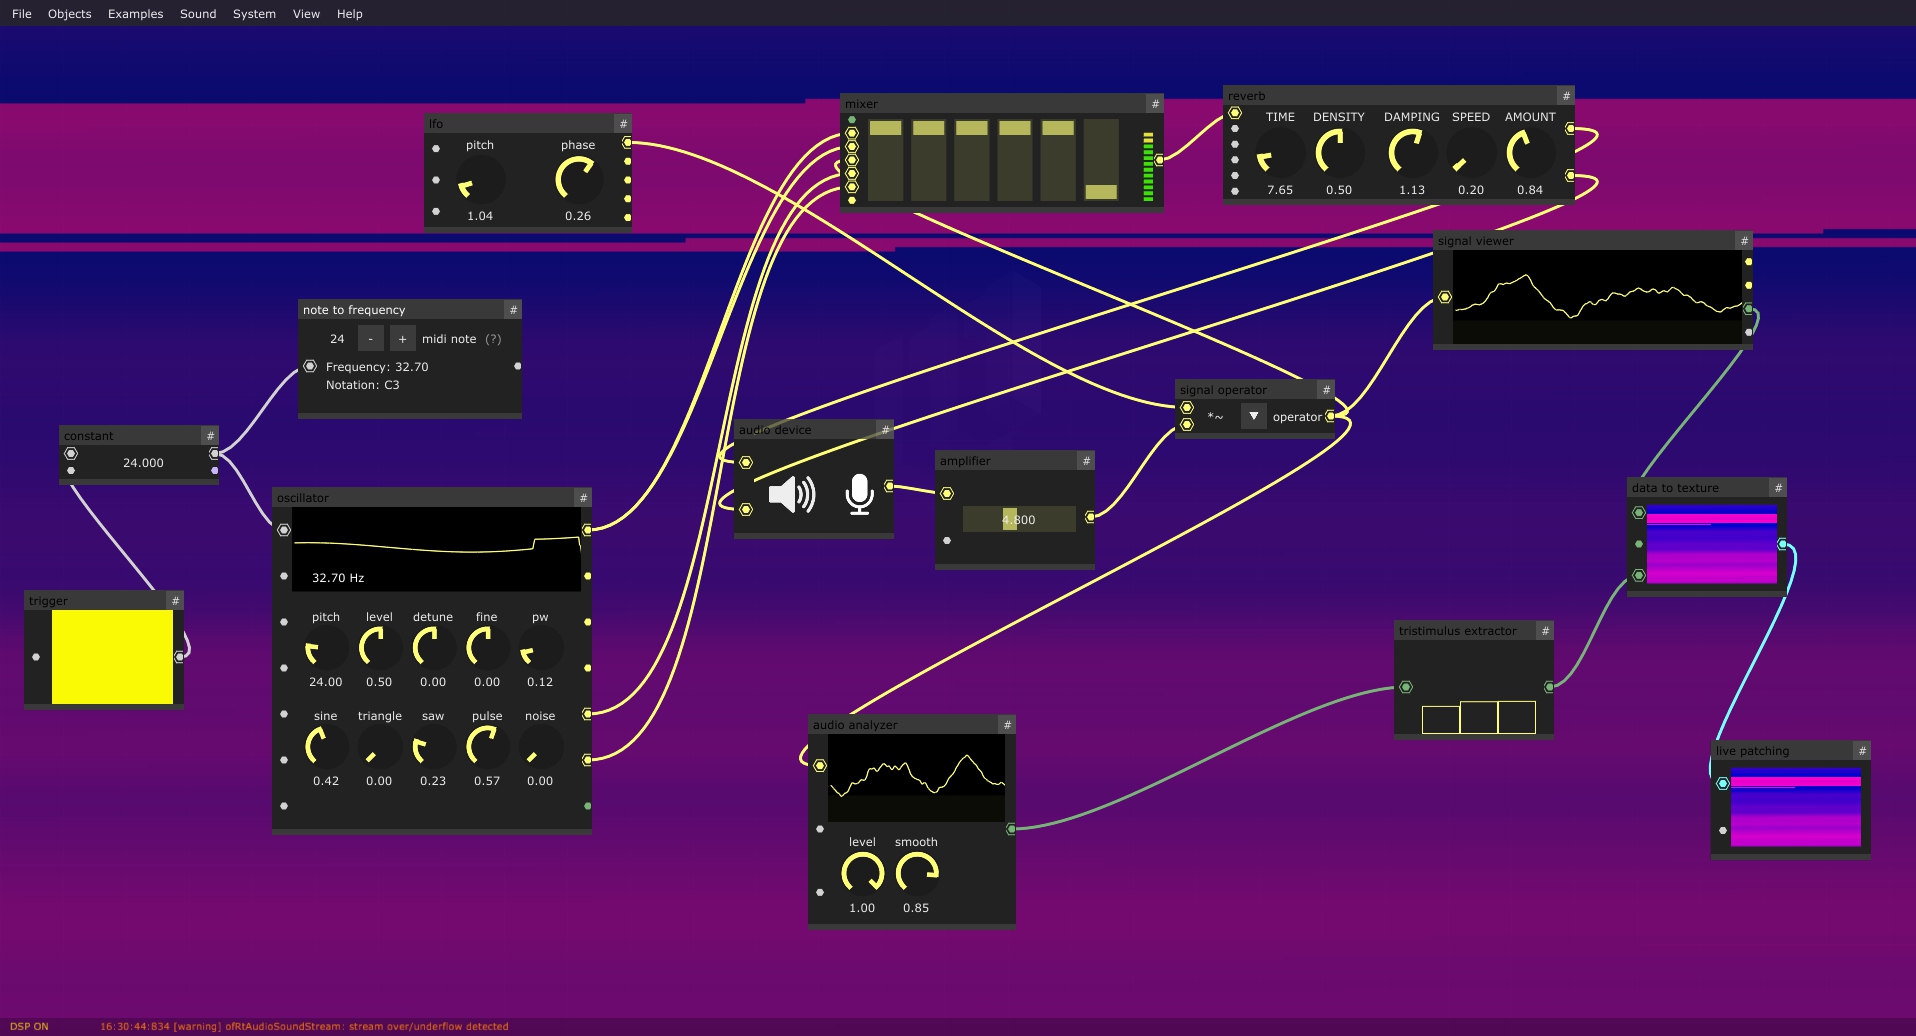 File Objects Examples Sound System View Help
lfo #
pitch phase
1.04 0.26
mixer #
reverb #
TIME DENSITY DAMPING SPEED AMOUNT
7.65 0.50 1.13 0.20 0.84
signal viewer #
note to frequency #
24 - + midi note (?)
Frequency: 32.70
Notation: C3
constant #
24.000
trigger #
oscillator #
32.70 Hz
pitch level detune fine pw
24.00 0.50 0.00 0.00 0.12
sine triangle saw pulse noise
0.42 0.00 0.23 0.57 0.00
audio device #
amplifier #
4.800
signal operator #
*~ ▼ operator
data to texture #
tristimulus extractor #
audio analyzer #
level smooth
1.00 0.85
live patching #
DSP ON 16:30:44:834 [warning] ofRtAudioSoundStream: stream over/underflow detected